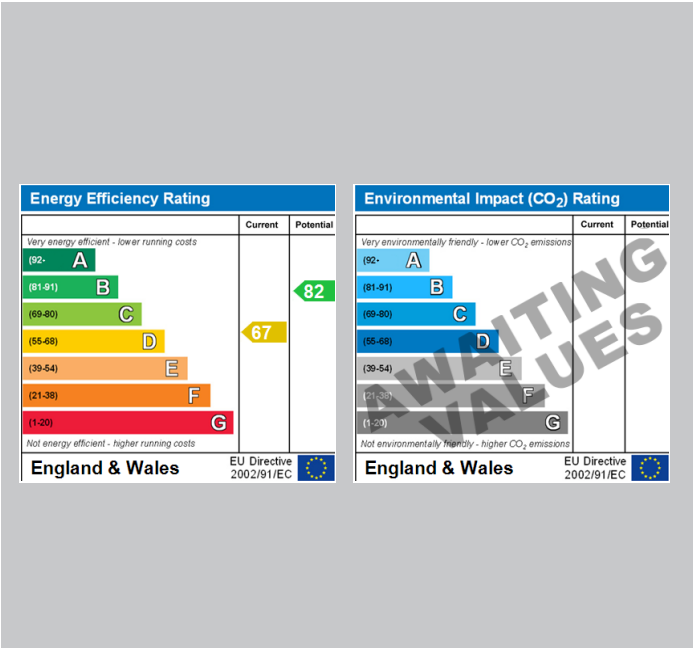 Energy Efficiency Rating
Current Potential
Very energy efficient - lower running costs
(92- A
(81-91) B
82
(69-80) C
(55-68) D
67
(39-54) E
(21-38) F
(1-20) G
Not energy efficient - higher running costs
England & Wales
EU Directive
2002/91/EC
Environmental Impact (CO2) Rating
Current Potential
Very environmentally friendly - lower CO2 emissions
(92- A
(81-91) B
(69-80) C
(55-68) D
(39-54) E
(21-38) F
(1-20) G
AWAITING
VALUES
Not environmentally friendly - higher CO2 emissions
England & Wales
EU Directive
2002/91/EC